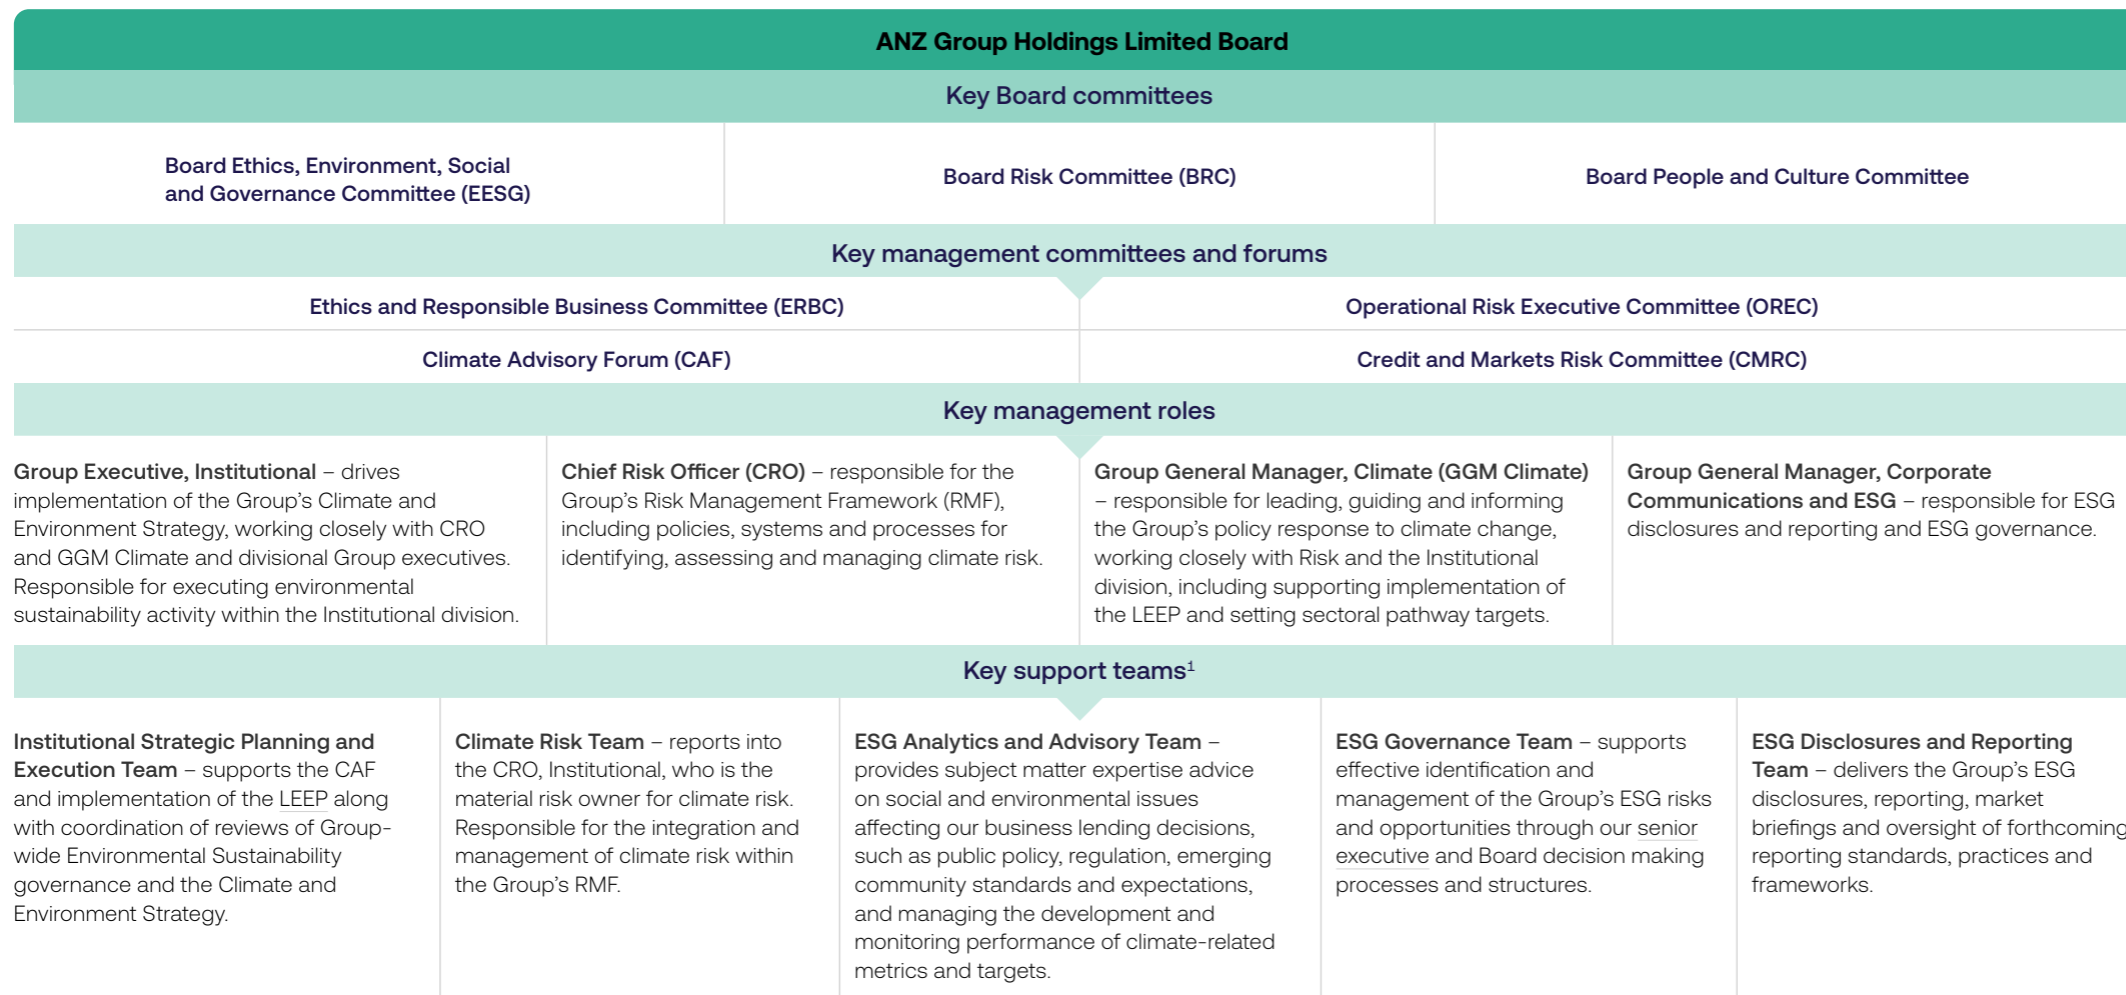 ANZ Group Holdings Limited Board
Key Board committees
Board Ethics, Environment, Social
and Governance Committee (EESG)
Board Risk Committee (BRC)
Board People and Culture Committee
Key management committees and forums
Ethics and Responsible Business Committee (ERBC)
Operational Risk Executive Committee (OREC)
Climate Advisory Forum (CAF)
Credit and Markets Risk Committee (CMRC)
Key management roles
Group Executive, Institutional – drives
implementation of the Group's Climate and
Environment Strategy, working closely with CRO
and GGM Climate and divisional Group executives.
Responsible for executing environmental
sustainability activity within the Institutional division.
Chief Risk Officer (CRO) – responsible for the
Group's Risk Management Framework (RMF),
including policies, systems and processes for
identifying, assessing and managing climate risk.
Group General Manager, Climate (GGM Climate)
– responsible for leading, guiding and informing
the Group's policy response to climate change,
working closely with Risk and the Institutional
division, including supporting implementation of
the LEEP and setting sectoral pathway targets.
Group General Manager, Corporate
Communications and ESG – responsible for ESG
disclosures and reporting and ESG governance.
Key support teams¹
Institutional Strategic Planning and
Execution Team – supports the CAF
and implementation of the LEEP along
with coordination of reviews of Group-
wide Environmental Sustainability
governance and the Climate and
Environment Strategy.
Climate Risk Team – reports into
the CRO, Institutional, who is the
material risk owner for climate risk.
Responsible for the integration and
management of climate risk within
the Group's RMF.
ESG Analytics and Advisory Team –
provides subject matter expertise advice
on social and environmental issues
affecting our business lending decisions,
such as public policy, regulation, emerging
community standards and expectations,
and managing the development and
monitoring performance of climate-related
metrics and targets.
ESG Governance Team – supports
effective identification and
management of the Group's ESG risks
and opportunities through our senior
executive and Board decision making
processes and structures.
ESG Disclosures and Reporting
Team – delivers the Group's ESG
disclosures, reporting, market
briefings and oversight of forthcoming
reporting standards, practices and
frameworks.